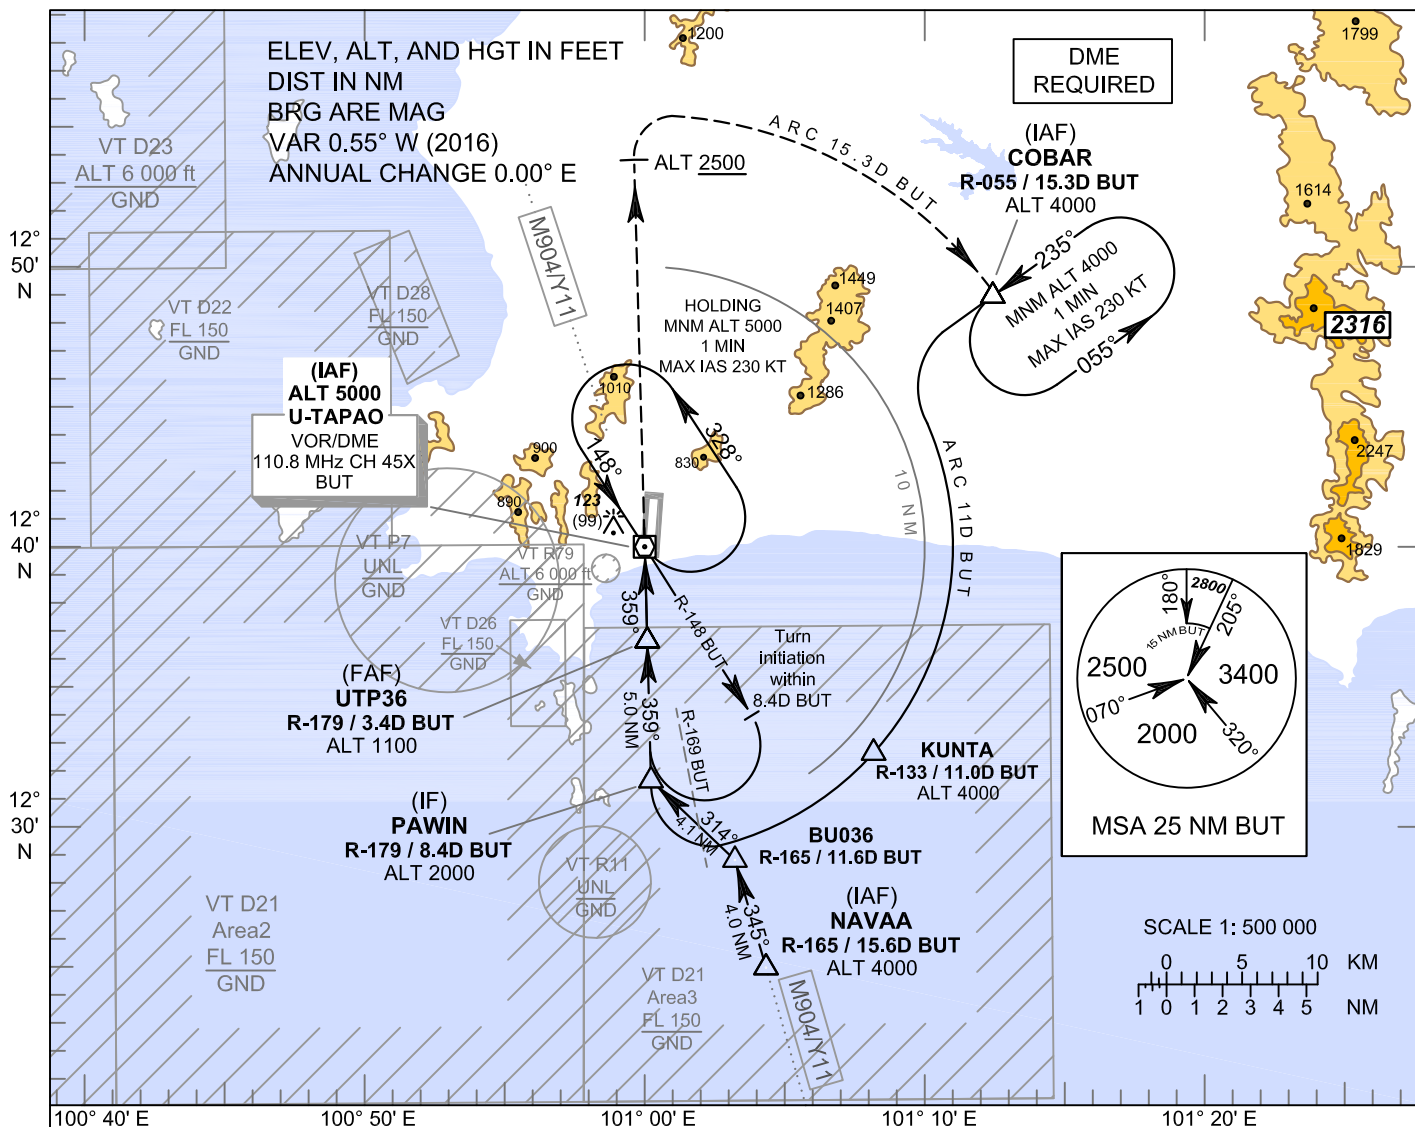 ELEV, ALT, AND HGT IN FEET
DIST IN NM
BRG ARE MAG
VAR 0.55° W (2016)
ANNUAL CHANGE 0.00° E
1200
1799
DME
REQUIRED
VT D23
ALT 6 000 ft
GND
ALT 2500
ARC 15.3D BUT
(IAF)
COBAR
R-055 / 15.3D BUT
ALT 4000
1614
12°
50'
N
M904/Y11
235°
MNM ALT 4000
1 MIN
MAX IAS 230 KT
055°
VT D22
FL 150
GND
VT D28
FL 150
GND
HOLDING
MNM ALT 5000
1 MIN
MAX IAS 230 KT
1449
1407
1286
2316
(IAF)
ALT 5000
U-TAPAO
VOR/DME
110.8 MHz CH 45X
BUT
1010
328°
148°
830
900
890
123
(99)
2247
1829
10 NM
ARC 11D BUT
12°
40'
N
VT P7
UNL
GND
VT R79
ALT 6 000 ft
GND
VT D26
FL 150
GND
359°
R-148 BUT
Turn
initiation
within
8.4D BUT
(FAF)
UTP36
R-179 / 3.4D BUT
ALT 1100
359°
5.0 NM
R-169 BUT
180°
2800
205°
15 NM BUT
2500
3400
070°
2000
320°
MSA 25 NM BUT
KUNTA
R-133 / 11.0D BUT
ALT 4000
12°
30'
N
(IF)
PAWIN
R-179 / 8.4D BUT
ALT 2000
314°
4.1 NM
BU036
R-165 / 11.6D BUT
VT R11
UNL
GND
(IAF)
NAVAA
R-165 / 15.6D BUT
ALT 4000
345°
4.0 NM
VT D21
Area2
FL 150
GND
VT D21
Area3
FL 150
GND
M904/Y11
SCALE 1: 500 000
0 5 10 KM
1 0 1 2 3 4 5 NM
100° 40' E
100° 50' E
101° 00' E
101° 10' E
101° 20' E